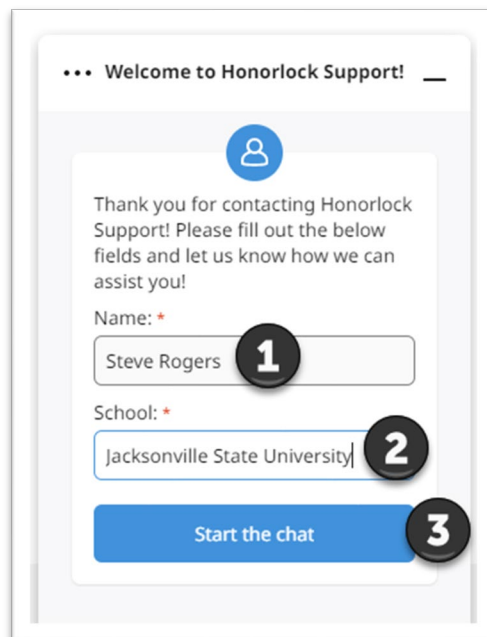 ••• Welcome to Honorlock Support! _
Thank you for contacting Honorlock
Support! Please fill out the below
fields and let us know how we can
assist you!
Name: *
Steve Rogers 1
School: *
Jacksonville State University 2
Start the chat 3